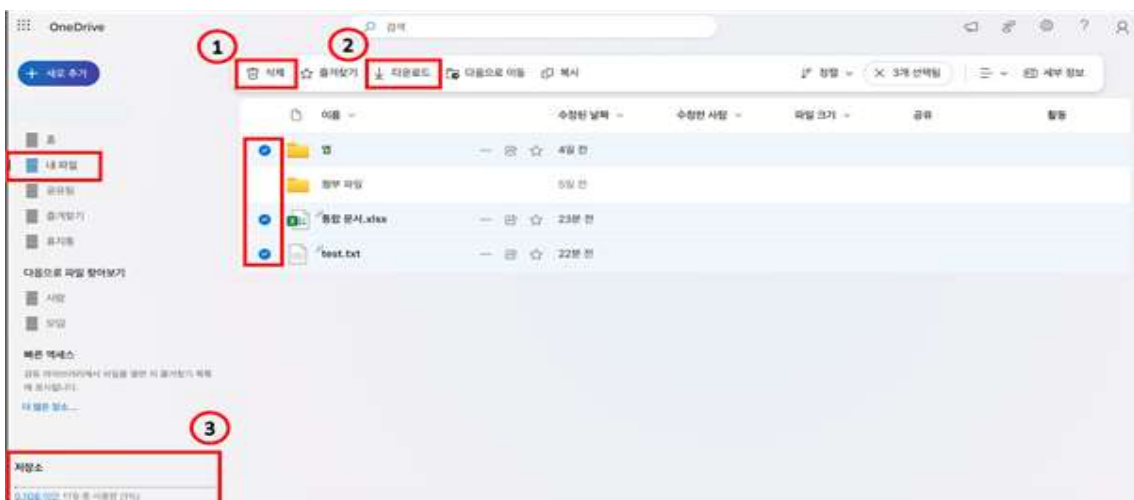 OneDrive
검색
1
2
+ 새로 추가
삭제
즐겨찾기
다운로드
다음으로 이동
복사
정렬
3개 선택됨
세부 정보
이름
수정된 날짜
수정한 사람
파일 크기
공유
활동
홈
앱
4일 전
내 파일
첨부 파일
5일 전
공유됨
즐겨찾기
통합 문서.xlsx
23분 전
휴지통
test.txt
22분 전
다음으로 파일 찾아보기
사람
모임
빠른 액세스
3
저장소